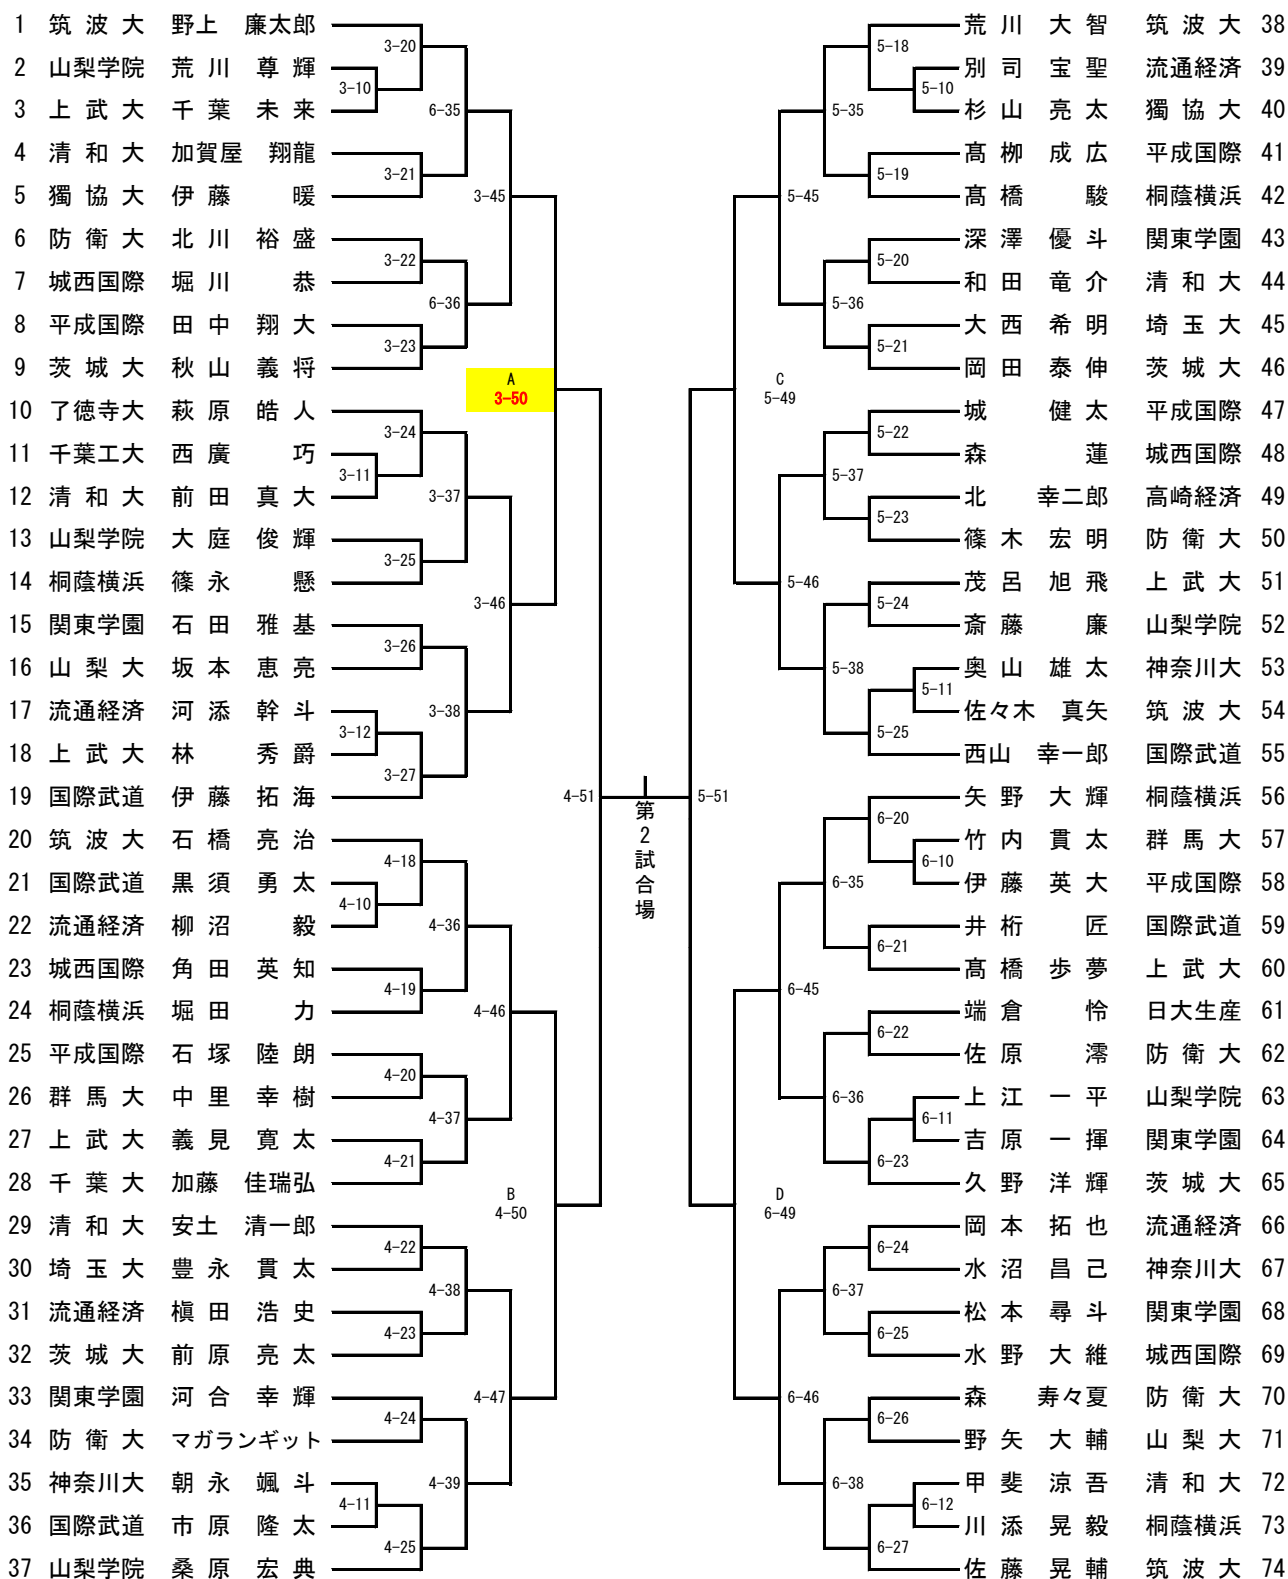 1 筑波大 野上 廉太郎
2 山梨学院 荒川 尊輝
3 上武大 千葉 未来
4 清和大 加賀屋 翔龍
5 獨協大 伊藤 暖
6 防衛大 北川 裕盛
7 城西国際 堀川 恭
8 平成国際 田中 翔大
9 茨城大 秋山 義将
10 了徳寺大 萩原 皓人
11 千葉工大 西廣 巧
12 清和大 前田 真大
13 山梨学院 大庭 俊輝
14 桐蔭横浜 篠永 懸
15 関東学園 石田 雅基
16 山梨大 坂本 恵亮
17 流通経済 河添 幹斗
18 上武大 林 秀爵
19 国際武道 伊藤 拓海
20 筑波大 石橋 亮治
21 国際武道 黒須 勇太
22 流通経済 柳沼 毅
23 城西国際 角田 英知
24 桐蔭横浜 堀田 力
25 平成国際 石塚 陸朗
26 群馬大 中里 幸樹
27 上武大 義見 寛太
28 千葉大 加藤 佳瑞弘
29 清和大 安土 清一郎
30 埼玉大 豊永 貫太
31 流通経済 槇田 浩史
32 茨城大 前原 亮太
33 関東学園 河合 幸輝
34 防衛大 マガランギット
35 神奈川大 朝永 颯斗
36 国際武道 市原 隆太
37 山梨学院 桑原 宏典
3-20
3-10
6-35
3-21
3-45
3-22
6-36
3-23
A
3-50
3-24
3-11
3-37
3-25
3-46
3-26
3-38
3-12
3-27
4-51
4-18
4-10
4-36
4-19
4-46
4-20
4-37
4-21
B
4-50
4-22
4-38
4-23
4-47
4-24
4-39
4-11
4-25
第2試合場
5-51
5-18
5-10
5-35
5-19
5-45
5-20
5-36
5-21
C
5-49
5-22
5-37
5-23
5-46
5-24
5-38
5-11
5-25
6-20
6-10
6-35
6-21
6-45
6-22
6-36
6-11
6-23
D
6-49
6-24
6-37
6-25
6-46
6-26
6-38
6-12
6-27
荒川 大智 筑波大 38
別司 宝聖 流通経済 39
杉山 亮太 獨協大 40
髙栁 成広 平成国際 41
髙橋 駿 桐蔭横浜 42
深澤 優斗 関東学園 43
和田 竜介 清和大 44
大西 希明 埼玉大 45
岡田 泰伸 茨城大 46
城 健太 平成国際 47
森 蓮 城西国際 48
北 幸二郎 高崎経済 49
篠木 宏明 防衛大 50
茂呂 旭飛 上武大 51
斎藤 廉 山梨学院 52
奥山 雄太 神奈川大 53
佐々木 真矢 筑波大 54
西山 幸一郎 国際武道 55
矢野 大輝 桐蔭横浜 56
竹内 貫太 群馬大 57
伊藤 英大 平成国際 58
井桁 匠 国際武道 59
髙橋 歩夢 上武大 60
端倉 怜 日大生産 61
佐原 澪 防衛大 62
上江 一平 山梨学院 63
吉原 一揮 関東学園 64
久野 洋輝 茨城大 65
岡本 拓也 流通経済 66
水沼 昌己 神奈川大 67
松本 尋斗 関東学園 68
水野 大維 城西国際 69
森 寿々夏 防衛大 70
野矢 大輔 山梨大 71
甲斐 涼吾 清和大 72
川添 晃毅 桐蔭横浜 73
佐藤 晃輔 筑波大 74